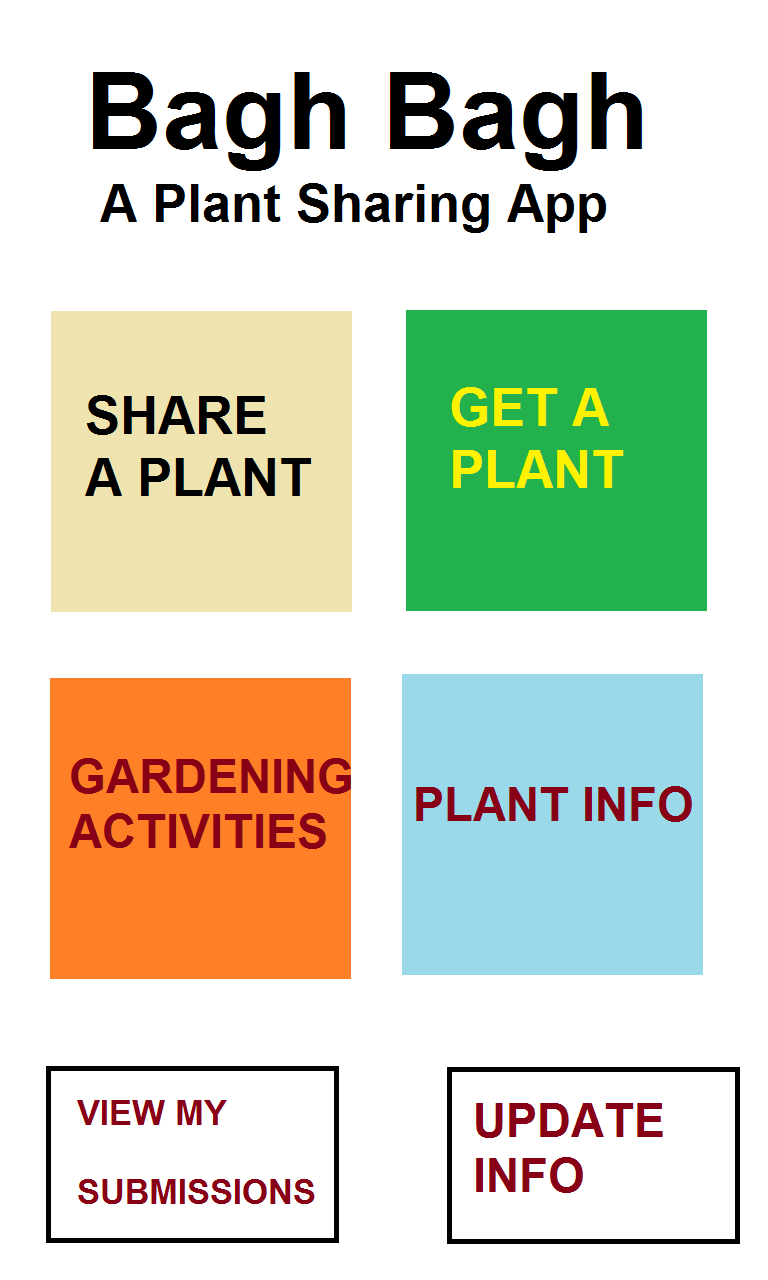 Bagh Bagh
A Plant Sharing App
SHARE
A PLANT
GET A
PLANT
GARDENING
ACTIVITIES
PLANT INFO
VIEW MY
SUBMISSIONS
UPDATE
INFO